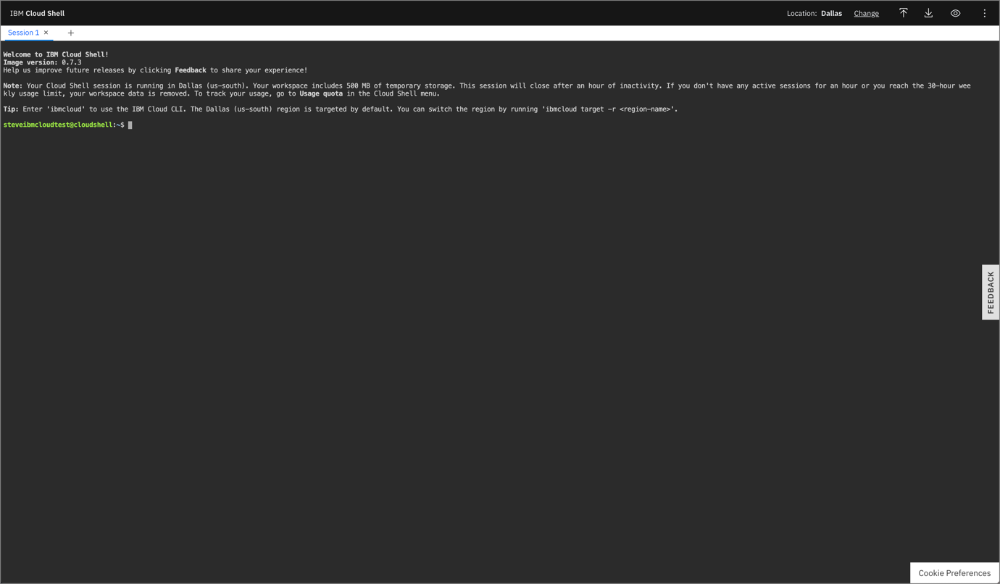 IBM Cloud Shell
Location: Dallas Change
Session 1 × +
Welcome to IBM Cloud Shell!
Image version: 0.7.3
Help us improve future releases by clicking Feedback to share your experience!
Note: Your Cloud Shell session is running in Dallas (us-south). Your workspace includes 500 MB of temporary storage. This session will close after an hour of inactivity. If you don't have any active sessions for an hour or you reach the 30-hour wee
kly usage limit, your workspace data is removed. To track your usage, go to Usage quota in the Cloud Shell menu.
Tip: Enter 'ibmcloud' to use the IBM Cloud CLI. The Dallas (us-south) region is targeted by default. You can switch the region by running 'ibmcloud target -r <region-name>'.
steveibmcloudtest@cloudshell:~$
FEEDBACK
Cookie Preferences